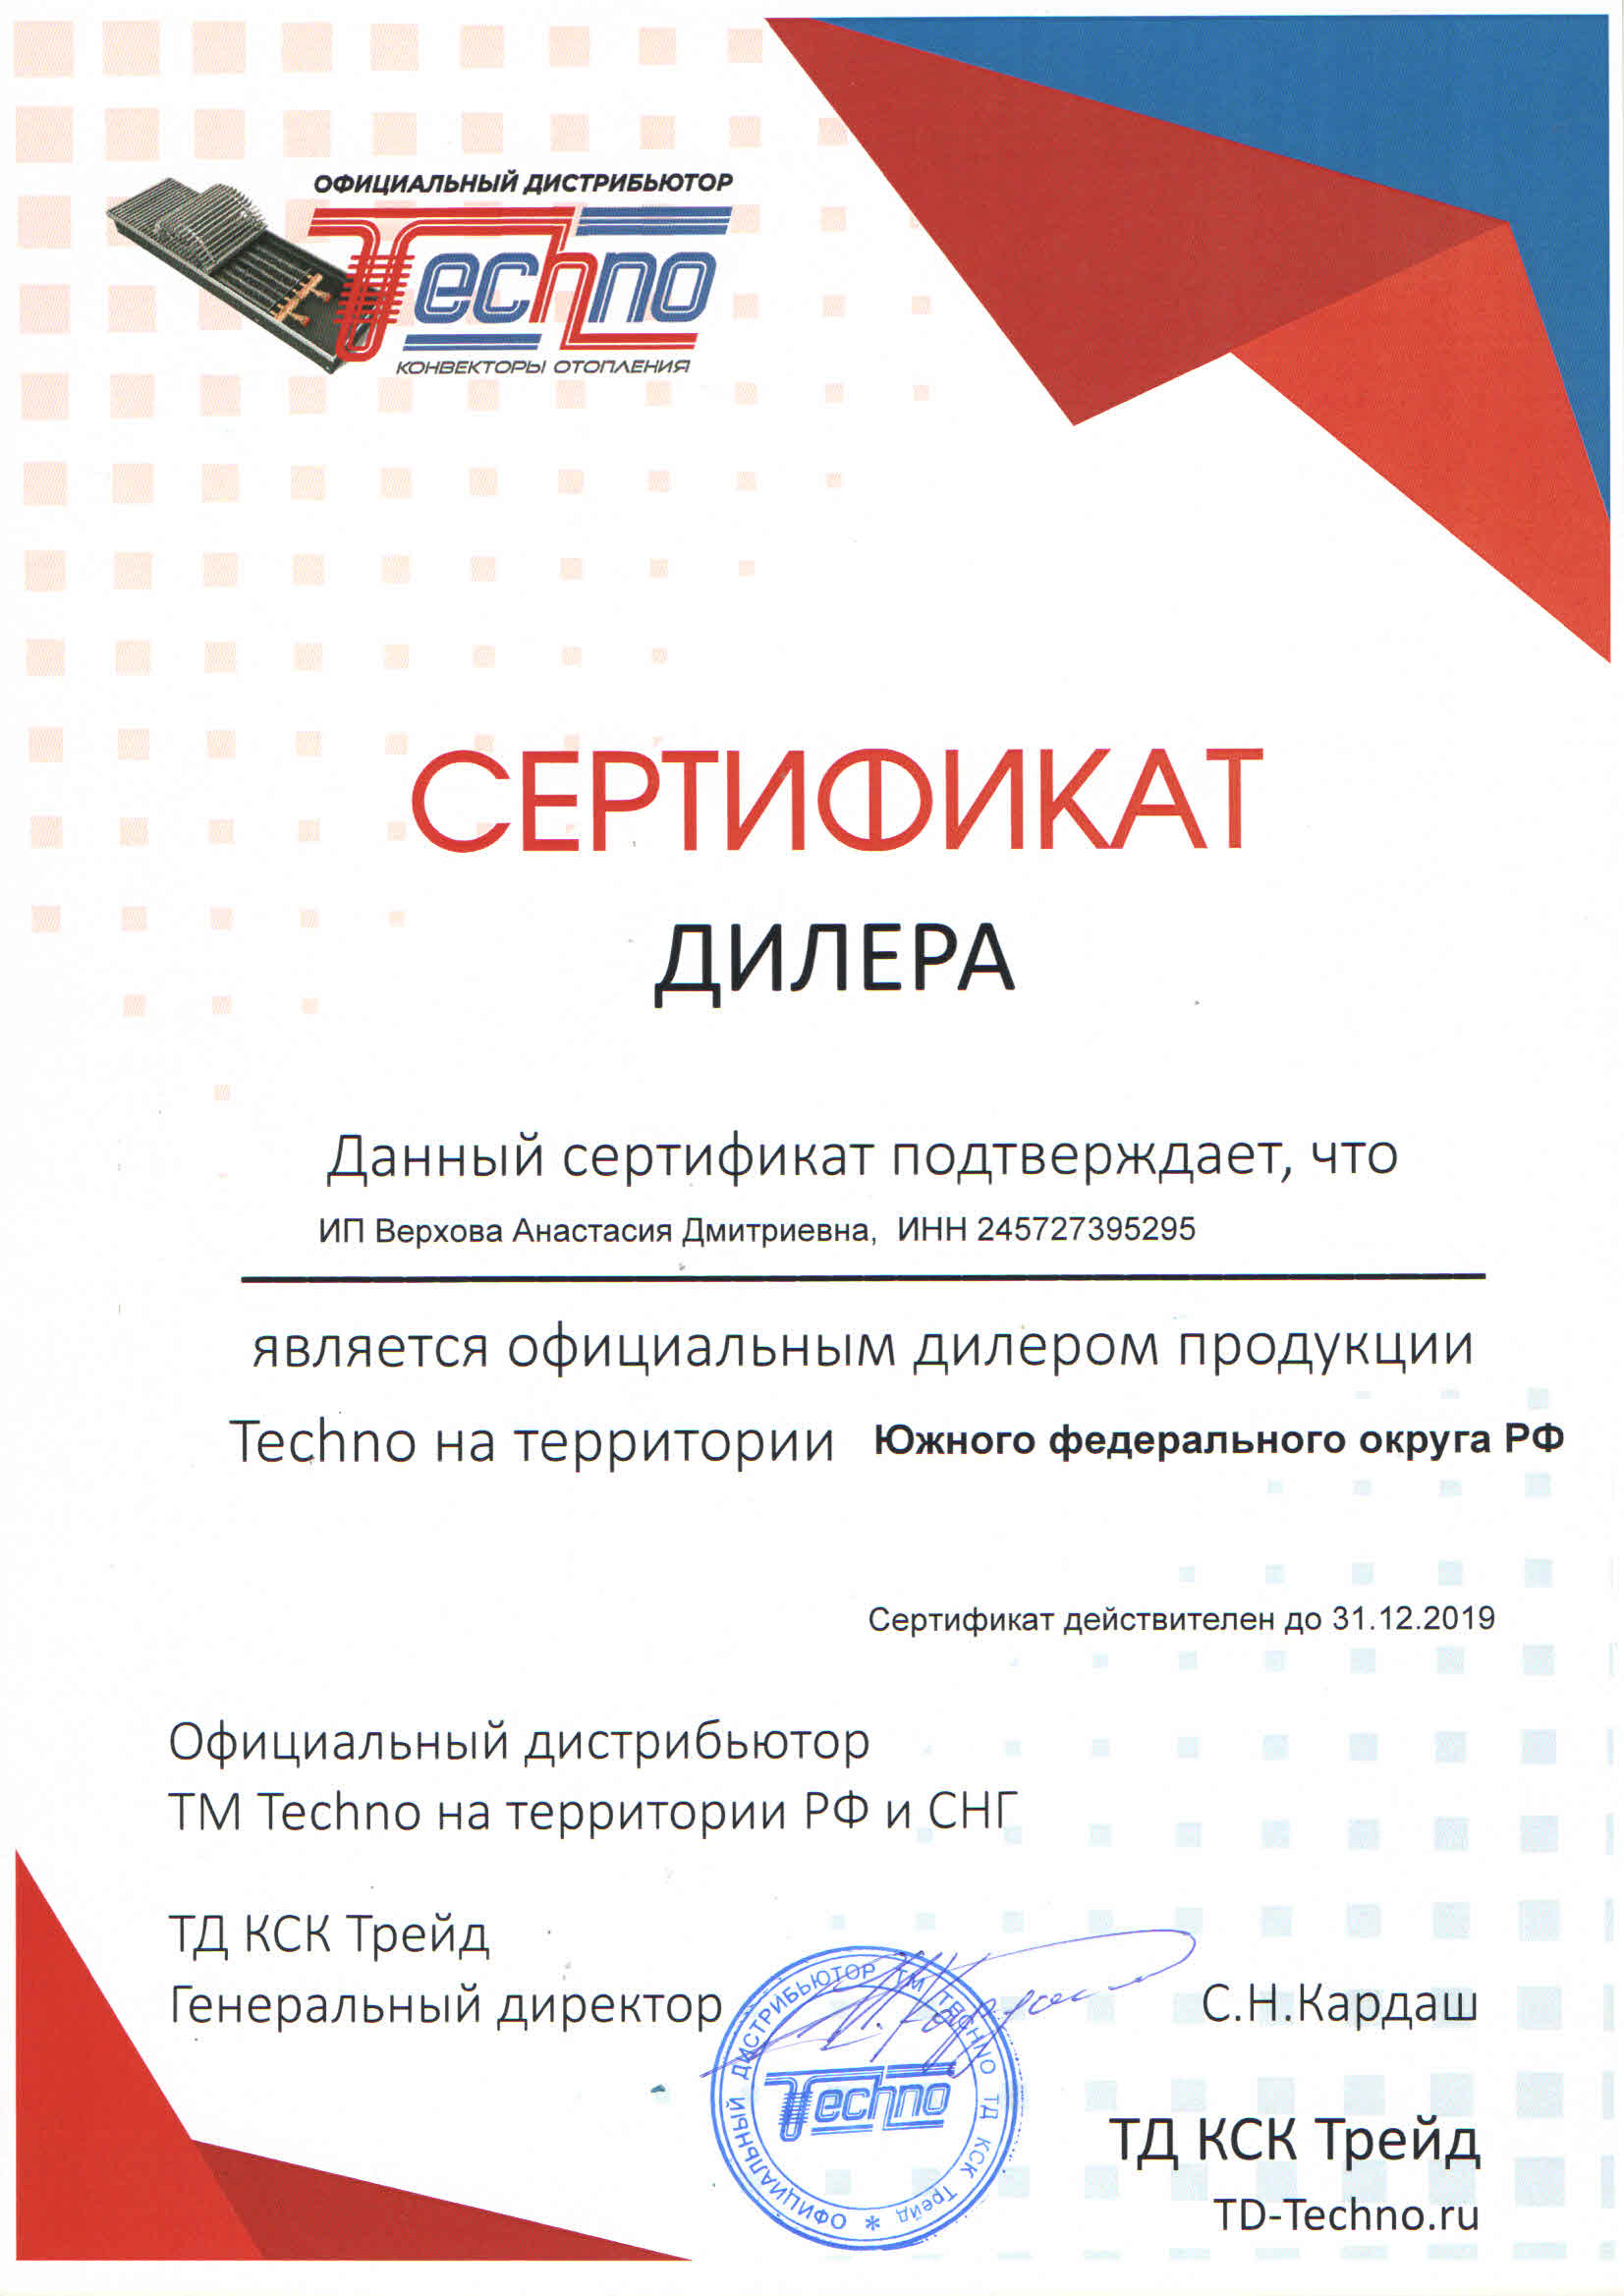 ОФИЦИАЛЬНЫЙ ДИСТРИБЬЮТОР
Techno
КОНВЕКТОРЫ ОТОПЛЕНИЯ
СЕРТИФИКАТ
ДИЛЕРА
Данный сертификат подтверждает, что
ИП Верхова Анастасия Дмитриевна, ИНН 245727395295
является официальным дилером продукции
Techno на территории Южного федерального округа РФ
Сертификат действителен до 31.12.2019
Официальный дистрибьютор
ТМ Techno на территории РФ и СНГ
ТД КСК Трейд
Генеральный директор
С.Н.Кардаш
ОФИЦИАЛЬНЫЙ ДИСТРИБЬЮТОР ТМ TECHNO ТД КСК Трейд *
Techno
ТД КСК Трейд
TD-Techno.ru